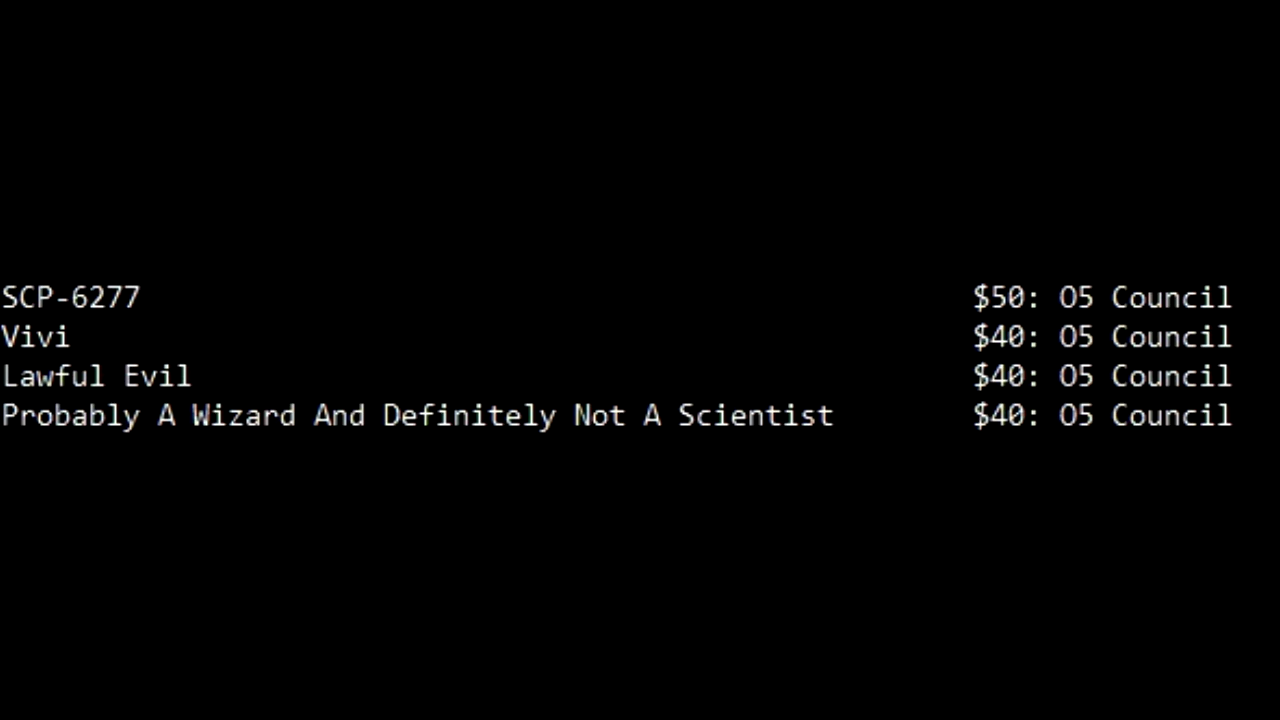 SCP-6277 $50: O5 Council
Vivi $40: O5 Council
Lawful Evil $40: O5 Council
Probably A Wizard And Definitely Not A Scientist $40: O5 Council